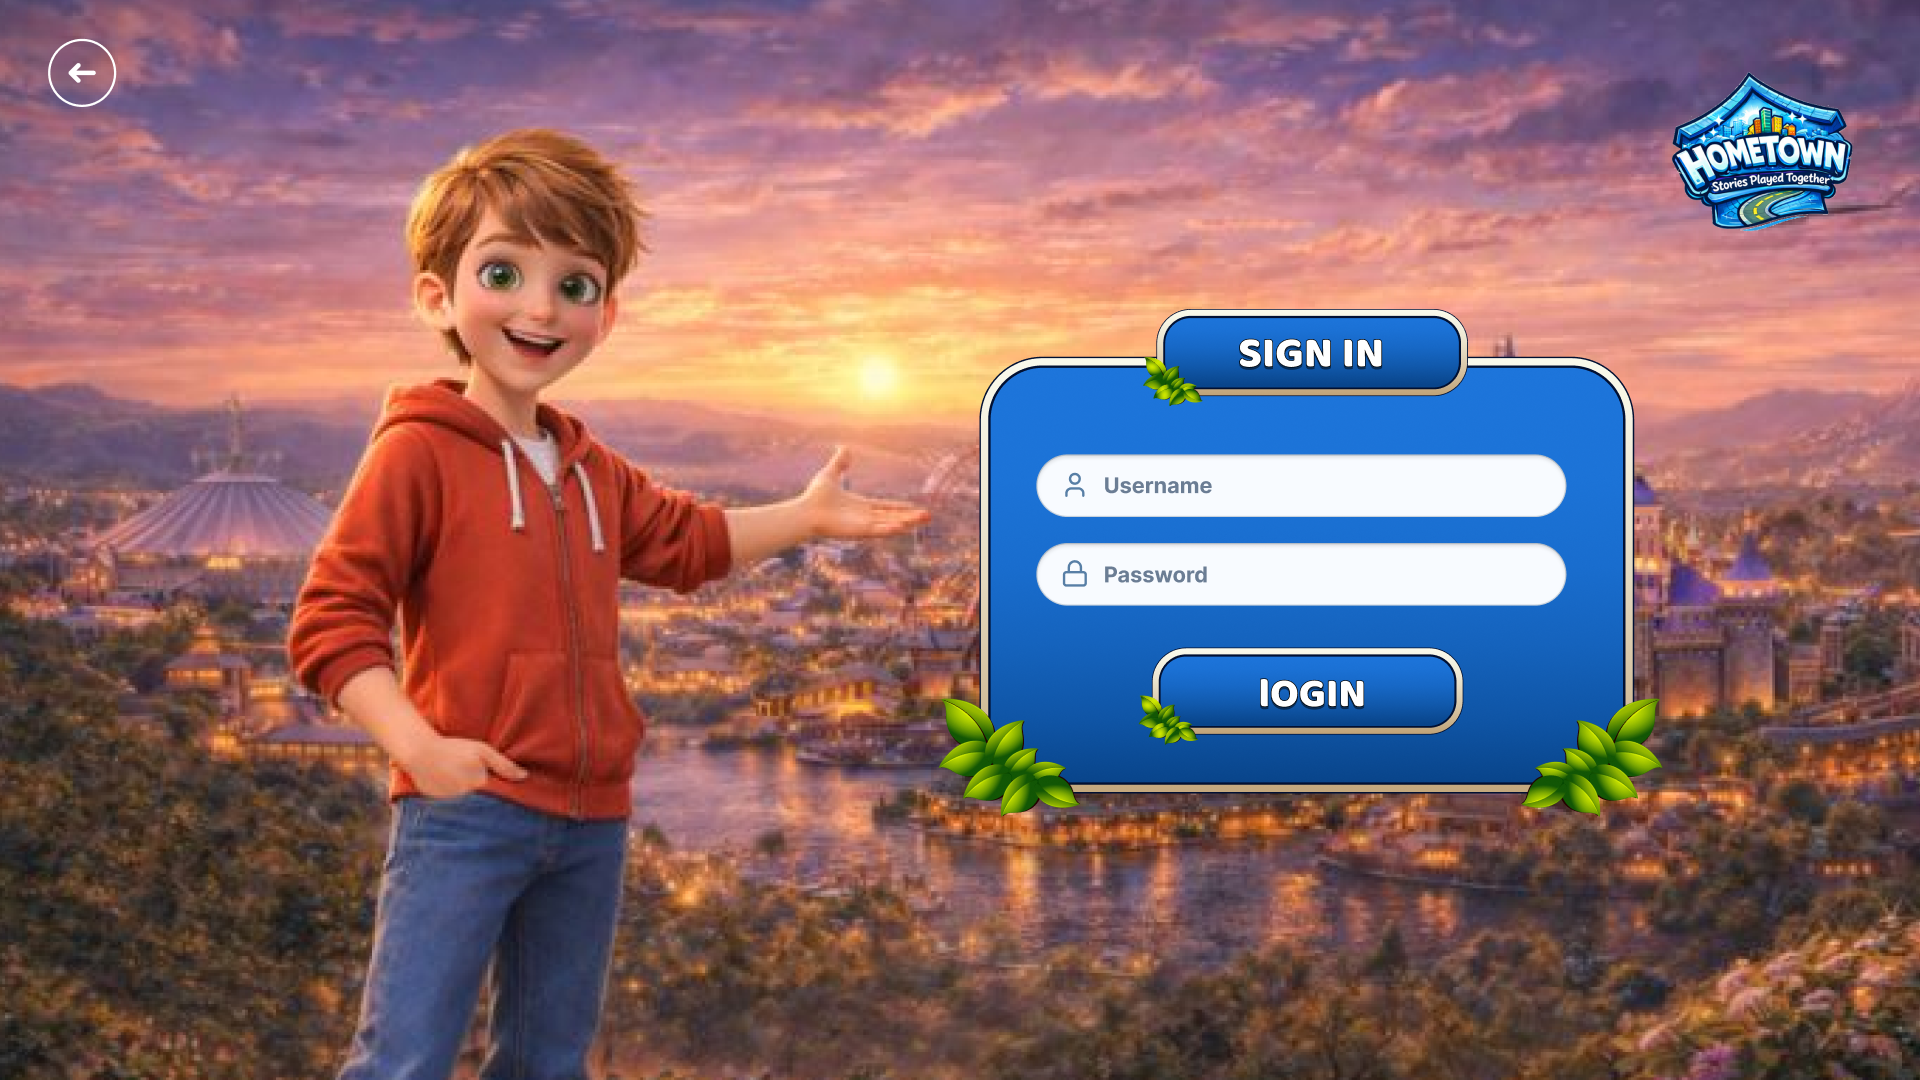 HOMETOWN
Stories Played Together
SIGN IN
Username
Password
lOGIN